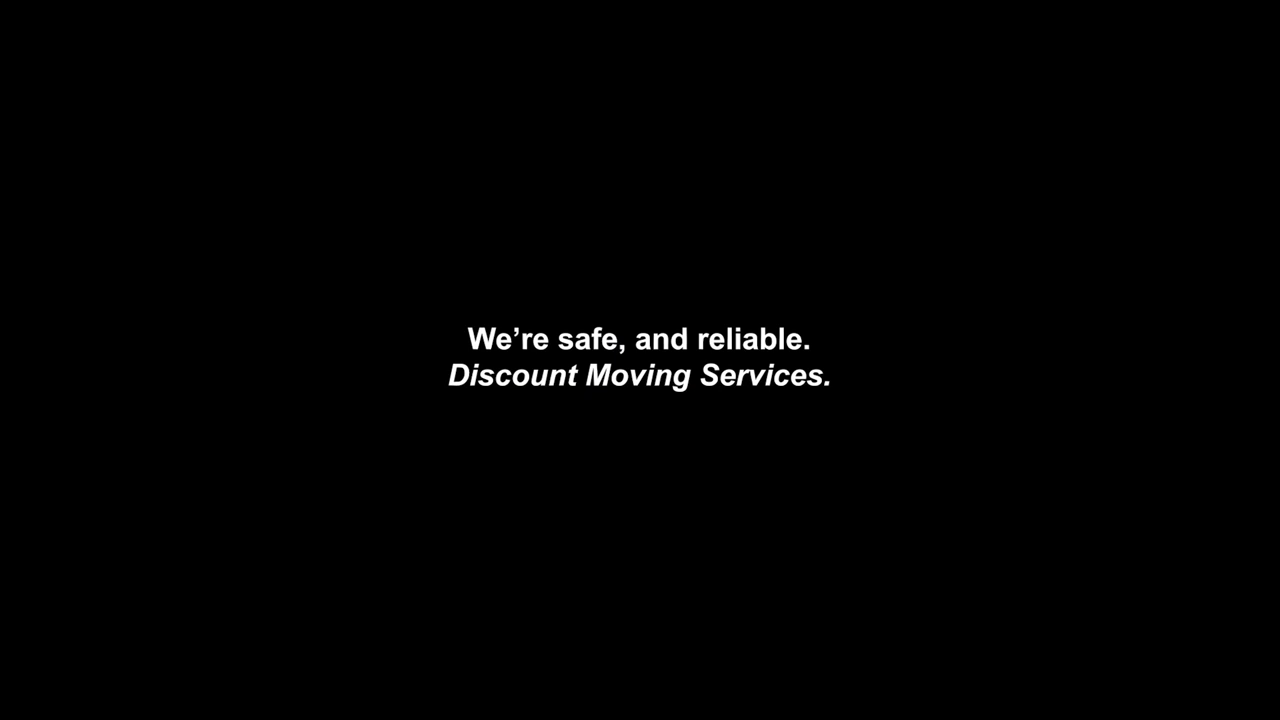 We’re safe, and reliable.
Discount Moving Services.